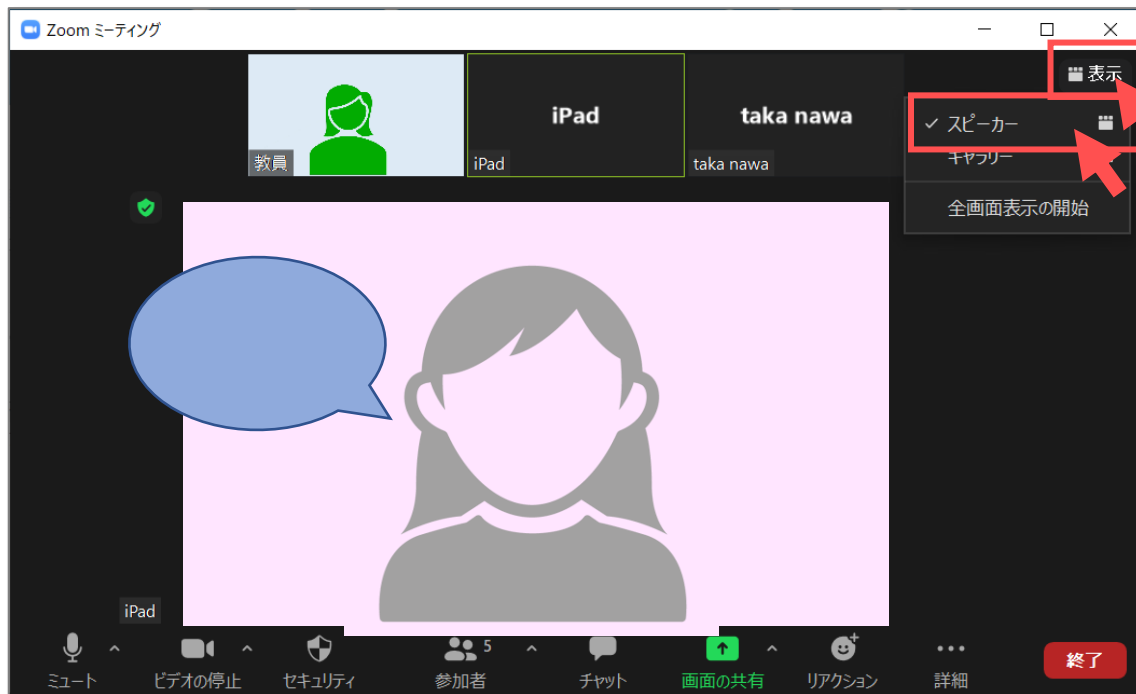 Zoom ミーティング
表示
iPad
taka nawa
教員
iPad
taka nawa
スピーカー
ギャラリー
全画面表示の開始
iPad
5
ミュート
ビデオの停止
セキュリティ
参加者
チャット
画面の共有
リアクション
詳細
終了